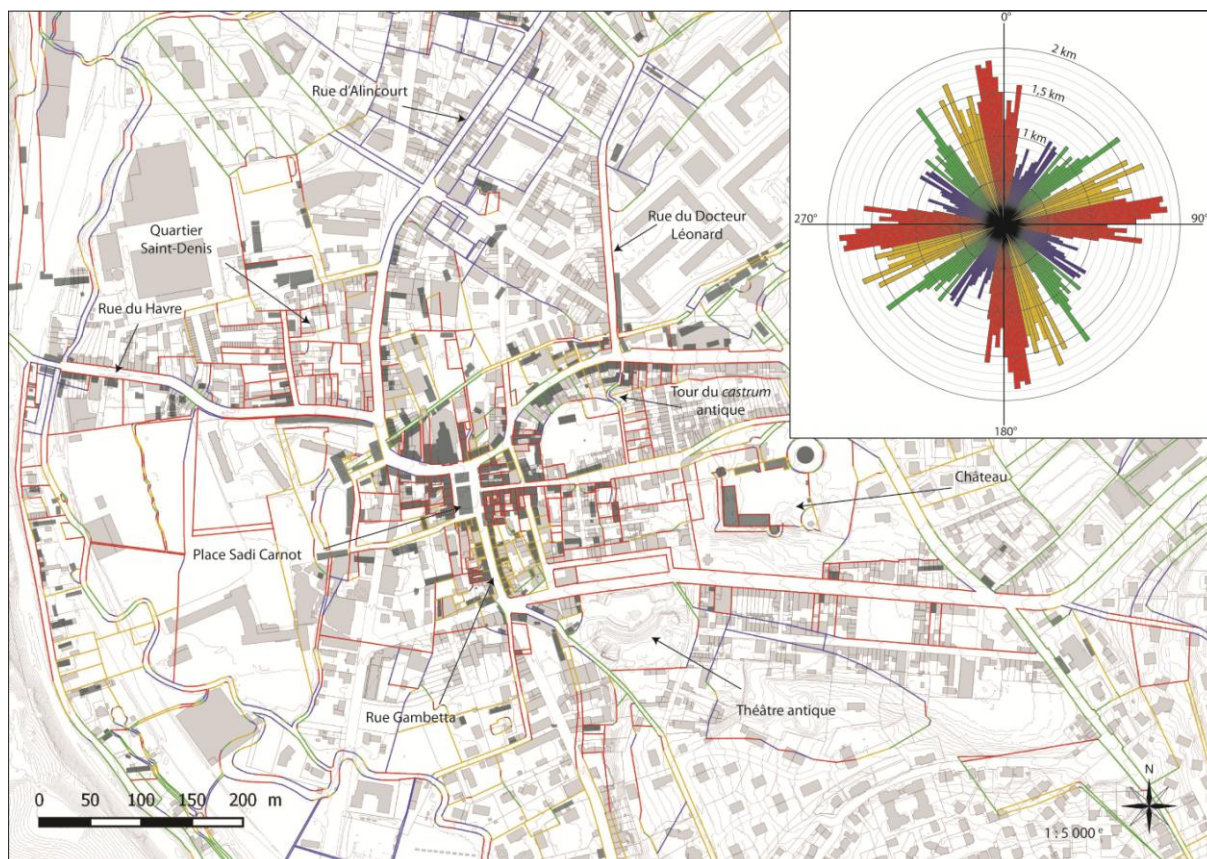 0°
2 km
1,5 km
1 km
270°
90°
180°
Rue d'Alincourt
Quartier
Saint-Denis
Rue du Docteur
Léonard
Rue du Havre
Tour du castrum
antique
Château
Place Sadi Carnot
Rue Gambetta
Théâtre antique
0 50 100 150 200 m
N
1 : 5 000 e